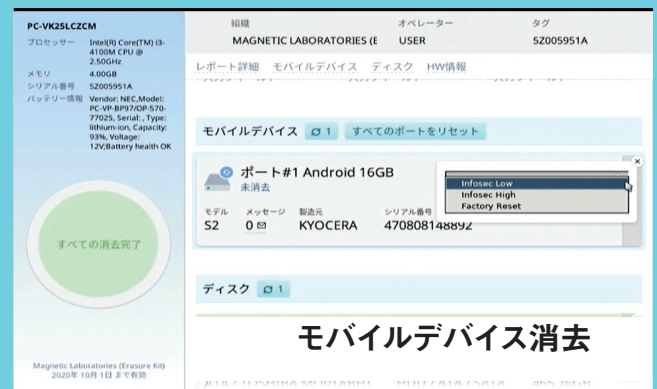 PC-VK25LCZCM
プロセッサー Intel(R) Core(TM) i3-
4100M CPU @
2.50GHz
メモリ 4.00GB
シリアル番号 5Z005951A
バッテリー情報 Vendor: NEC,Model:
PC-VP-BP97/OP-570-
77025, Serial: , Type:
lithium-ion, Capacity:
93%, Voltage:
12V;Battery health OK
すべての消去完了
Magnetic Laboratories (Erasure Kit)
2020年 10月 1日 まで有効
組織 オペレーター タグ
MAGNETIC LABORATORIES (E USER 5Z005951A
レポート詳細 モバイルデバイス ディスク HW情報
モバイルデバイス 1 すべてのポートをリセット
ポート#1 Android 16GB
未消去
Infosec Low
Infosec High
Factory Reset
モデル メッセージ 製造元 シリアル番号
S2 0 KYOCERA 470808148892
ディスク 1
モバイルデバイス消去